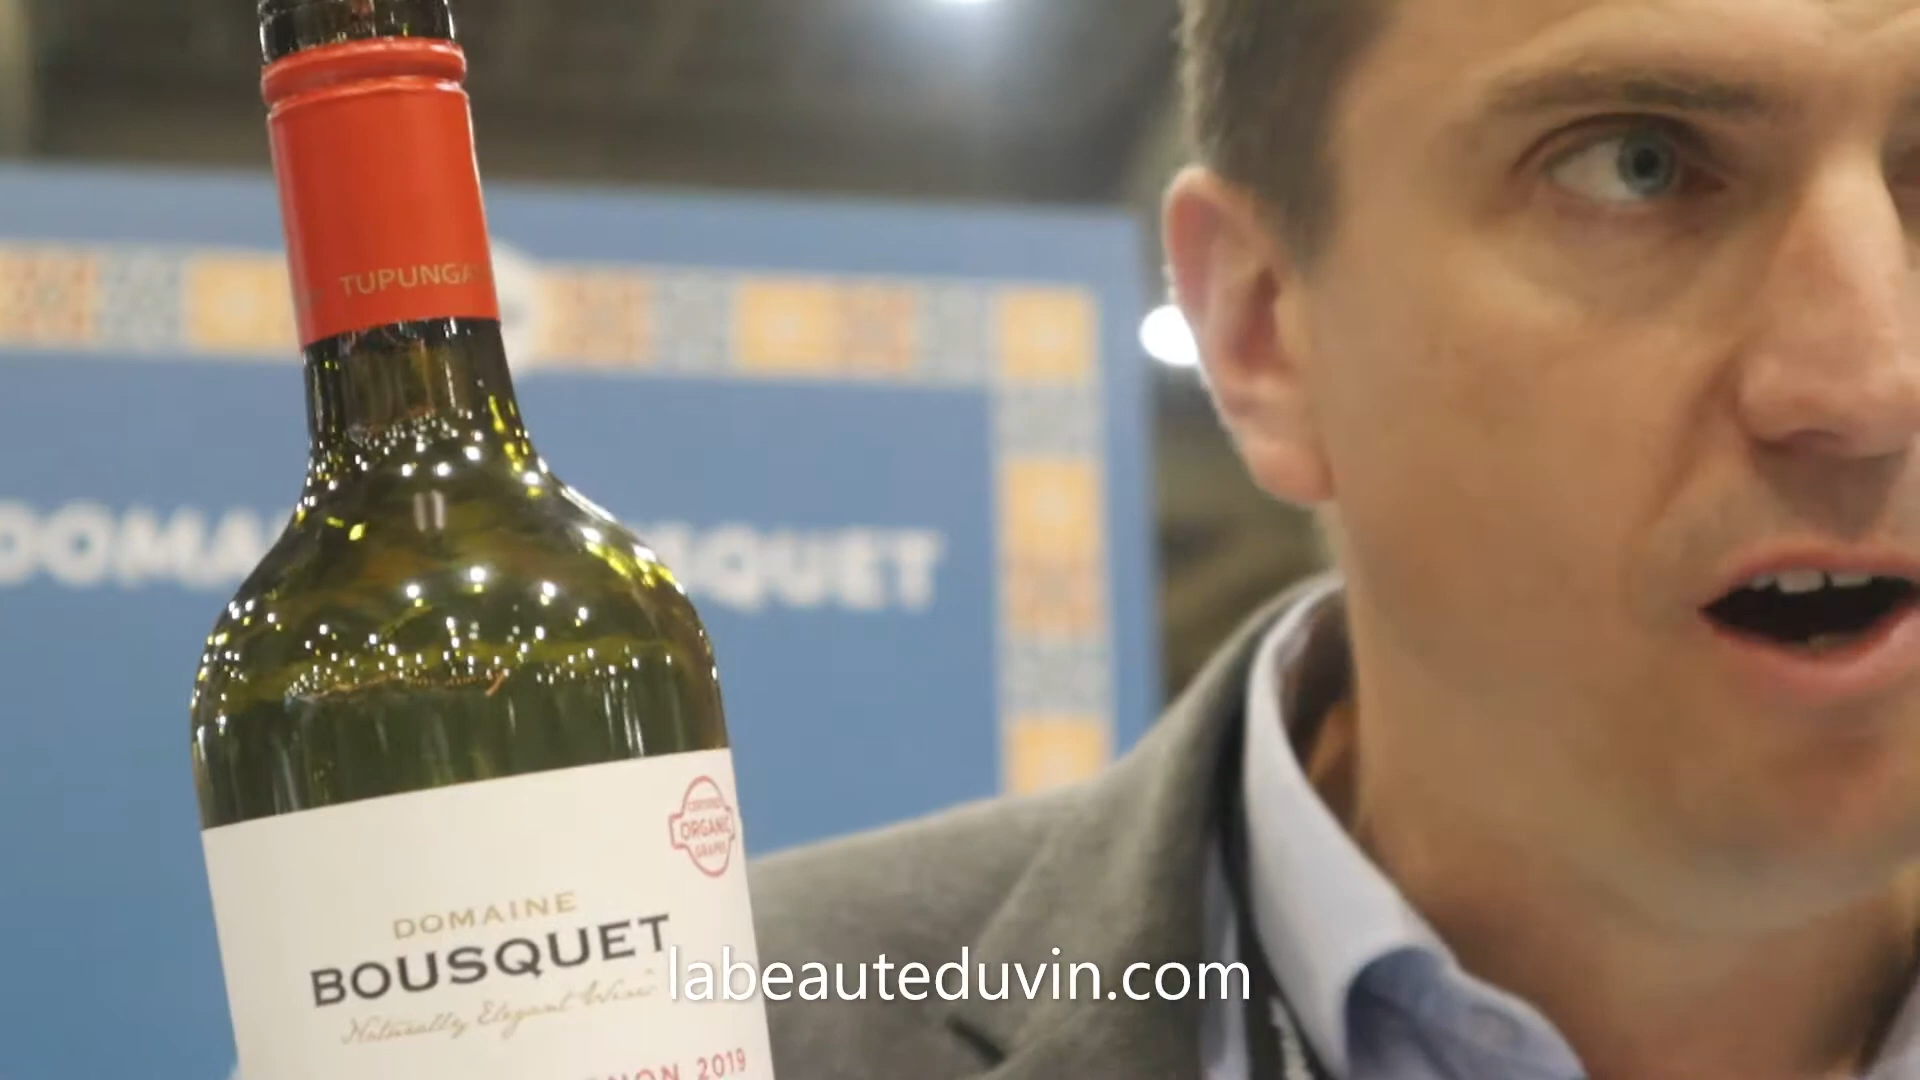 TUPUNGA
DOMA SQUET
CERTIFIED
ORGANIC
GRAPES
DOMAINE
BOUSQUET
Naturally Elegant Wine
NON 2019
labeauteduvin.com